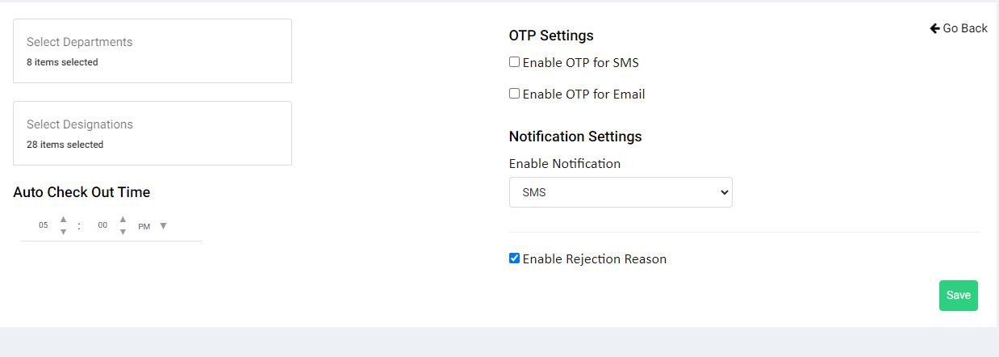 Select Departments
8 items selected
Select Designations
28 items selected
Auto Check Out Time
05 : 00 PM
Go Back
OTP Settings
Enable OTP for SMS
Enable OTP for Email
Notification Settings
Enable Notification
SMS
Enable Rejection Reason
Save